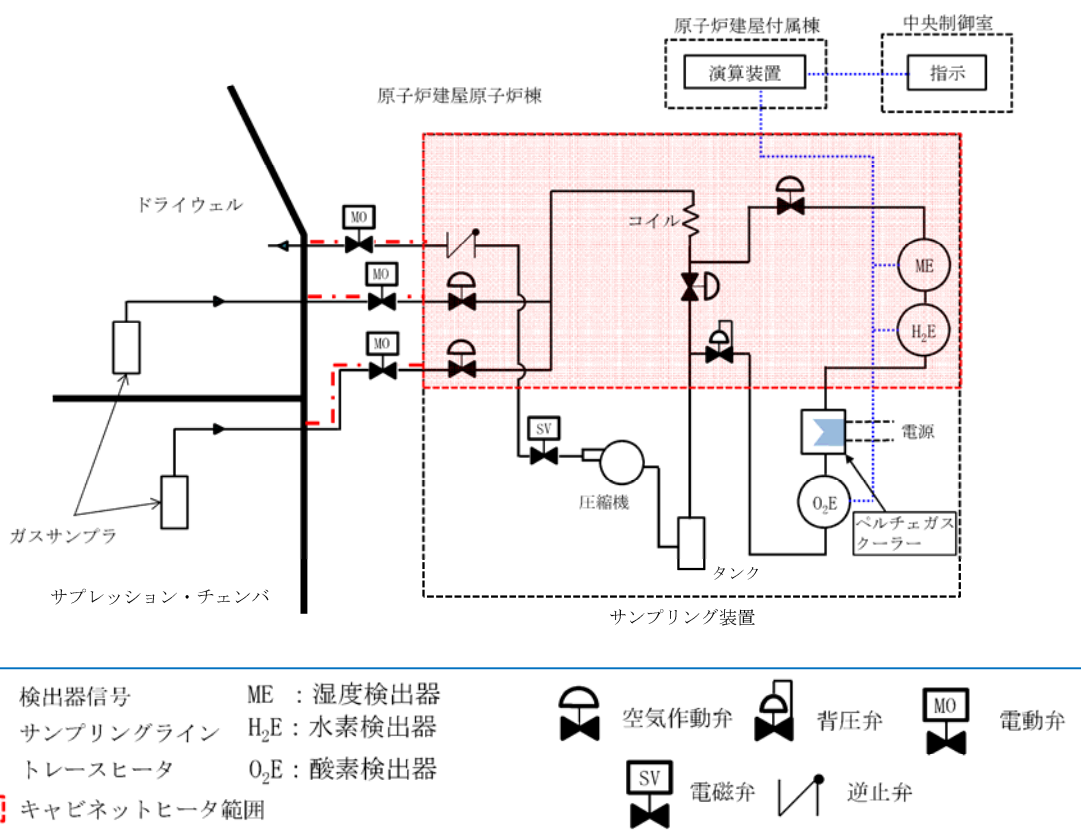 原子炉建屋付属棟
中央制御室
演算装置
指示
原子炉建屋原子炉棟
ドライウェル
MO
コイル
ME
MO
H₂E
MO
SV
電源
圧縮機
O₂E
ペルチェガス
クーラー
ガスサンプラ
タンク
サプレッション・チェンバ
サンプリング装置
検出器信号
サンプリングライン
トレースヒータ
キャビネットヒータ範囲
ME :湿度検出器
H₂E:水素検出器
O₂E:酸素検出器
空気作動弁
背圧弁
MO
電動弁
SV
電磁弁
逆止弁